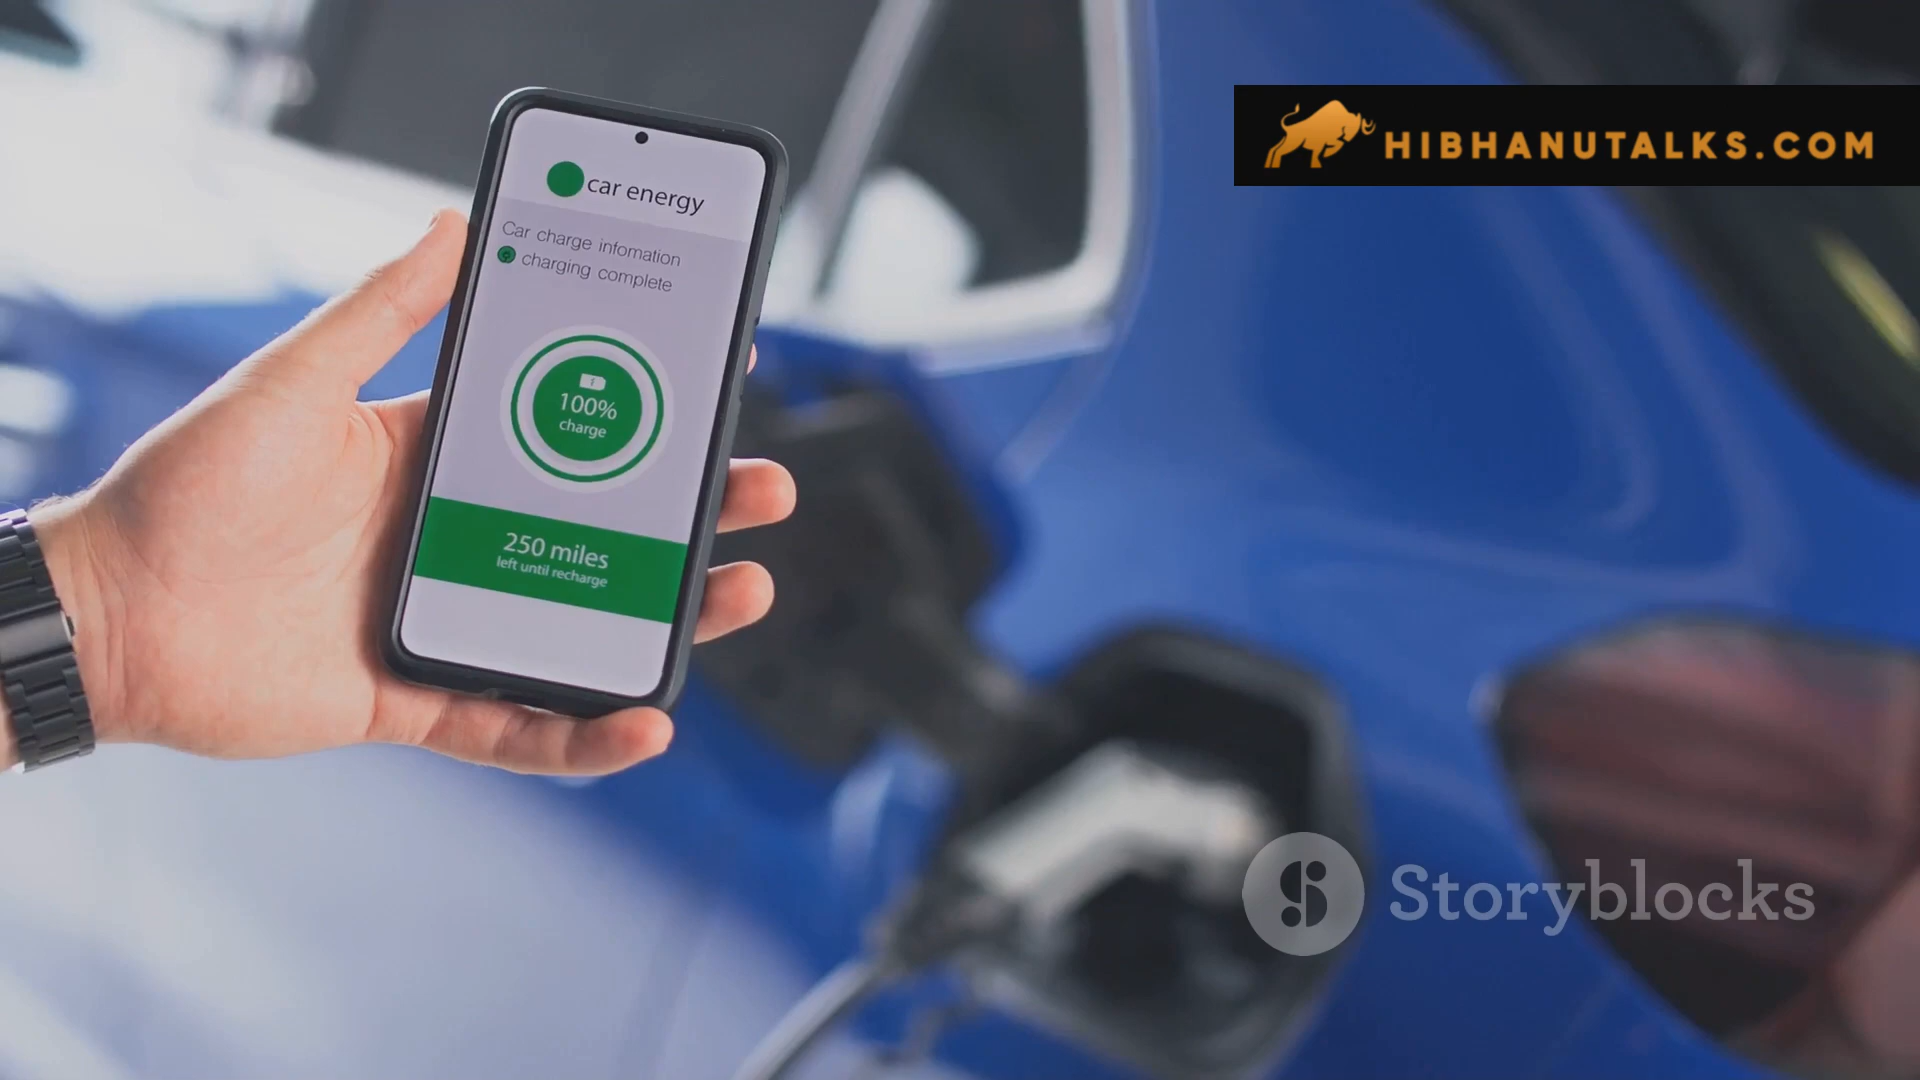 HIBHANUTALKS.COM
car energy
Car charge infomation
charging complete
100%
charge
250 miles
left until recharge
Storyblocks